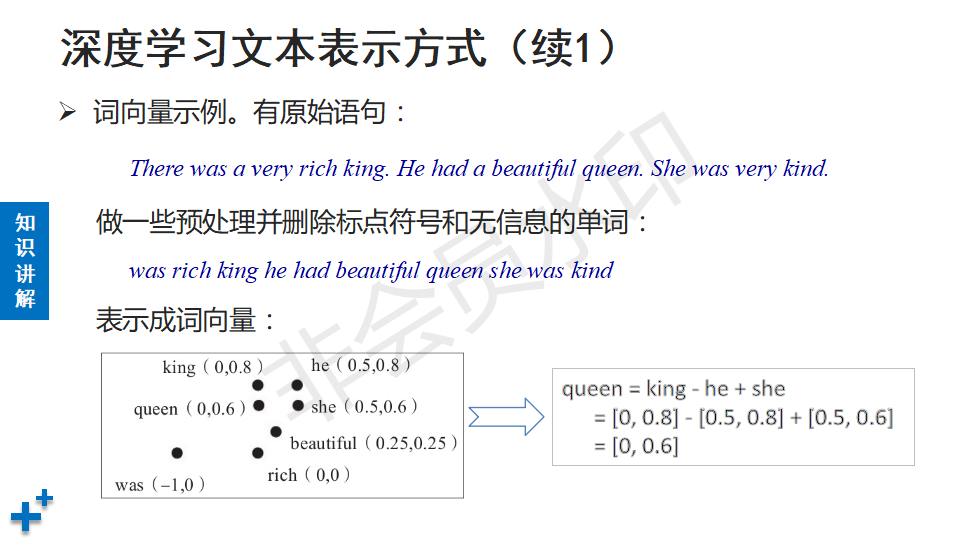 深度学习文本表示方式（续1）
词向量示例。有原始语句：
There was a very rich king. He had a beautiful queen. She was very kind.
做一些预处理并删除标点符号和无信息的单词：
was rich king he had beautiful queen she was kind
表示成词向量：
知
识
讲
解
king（0,0.8）
he（0.5,0.8）
queen（0,0.6）
she（0.5,0.6）
beautiful（0.25,0.25）
rich（0,0）
was（−1,0）
queen = king - he + she
= [0, 0.8] - [0.5, 0.8] + [0.5, 0.6]
= [0, 0.6]
非会员水印